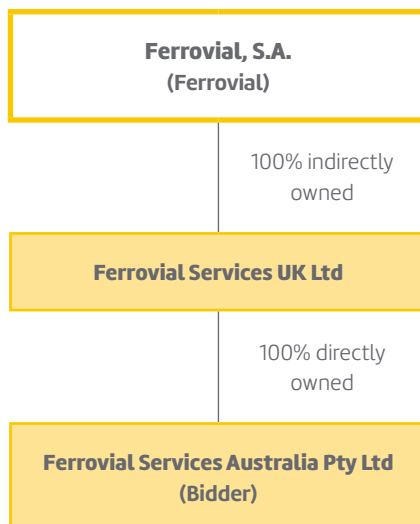 Ferrovial, S.A.
(Ferrovial)
100% indirectly
owned
Ferrovial Services UK Ltd
100% directly
owned
Ferrovial Services Australia Pty Ltd
(Bidder)